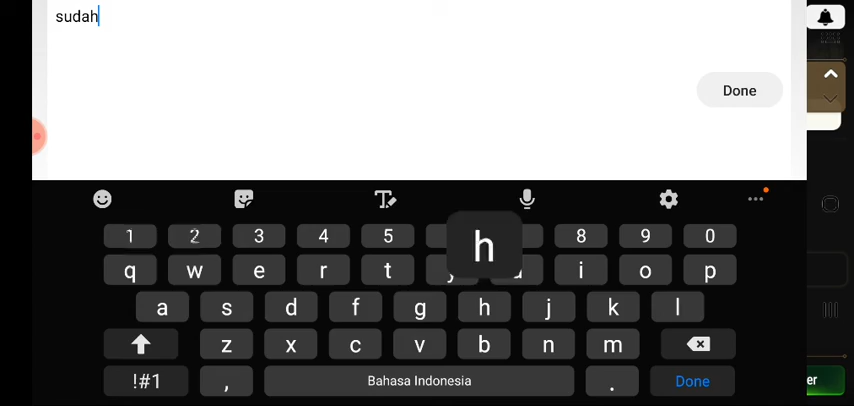 sudah
Done
h
1 2 3 4 5 8 9 0
q w e r t y u i o p
a s d f g h j k l
z x c v b n m
!#1 , Bahasa Indonesia . Done
er